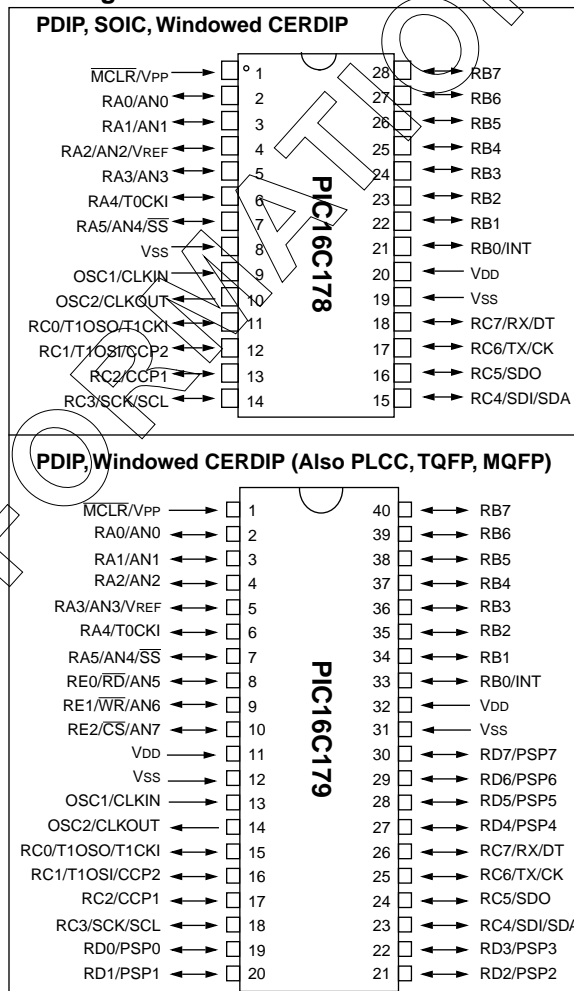 PDIP, SOIC, Windowed CERDIP
MCLR/VPP 1 28 RB7
RA0/AN0 2 27 RB6
RA1/AN1 3 26 RB5
RA2/AN2/VREF 4 25 RB4
RA3/AN3 5 24 RB3
RA4/T0CKI 6 23 RB2
RA5/AN4/SS 7 22 RB1
VSS 8 21 RB0/INT
OSC1/CLKIN 9 20 VDD
OSC2/CLKOUT 10 19 VSS
RC0/T1OSO/T1CKI 11 18 RC7/RX/DT
RC1/T1OSI/CCP2 12 17 RC6/TX/CK
RC2/CCP1 13 16 RC5/SDO
RC3/SCK/SCL 14 15 RC4/SDI/SDA
PIC16C178
PDIP, Windowed CERDIP (Also PLCC, TQFP, MQFP)
MCLR/VPP 1 40 RB7
RA0/AN0 2 39 RB6
RA1/AN1 3 38 RB5
RA2/AN2 4 37 RB4
RA3/AN3/VREF 5 36 RB3
RA4/T0CKI 6 35 RB2
RA5/AN4/SS 7 34 RB1
RE0/RD/AN5 8 33 RB0/INT
RE1/WR/AN6 9 32 VDD
RE2/CS/AN7 10 31 VSS
VDD 11 30 RD7/PSP7
VSS 12 29 RD6/PSP6
OSC1/CLKIN 13 28 RD5/PSP5
OSC2/CLKOUT 14 27 RD4/PSP4
RC0/T1OSO/T1CKI 15 26 RC7/RX/DT
RC1/T1OSI/CCP2 16 25 RC6/TX/CK
RC2/CCP1 17 24 RC5/SDO
RC3/SCK/SCL 18 23 RC4/SDI/SDA
RD0/PSP0 19 22 RD3/PSP3
RD1/PSP1 20 21 RD2/PSP2
PIC16C179